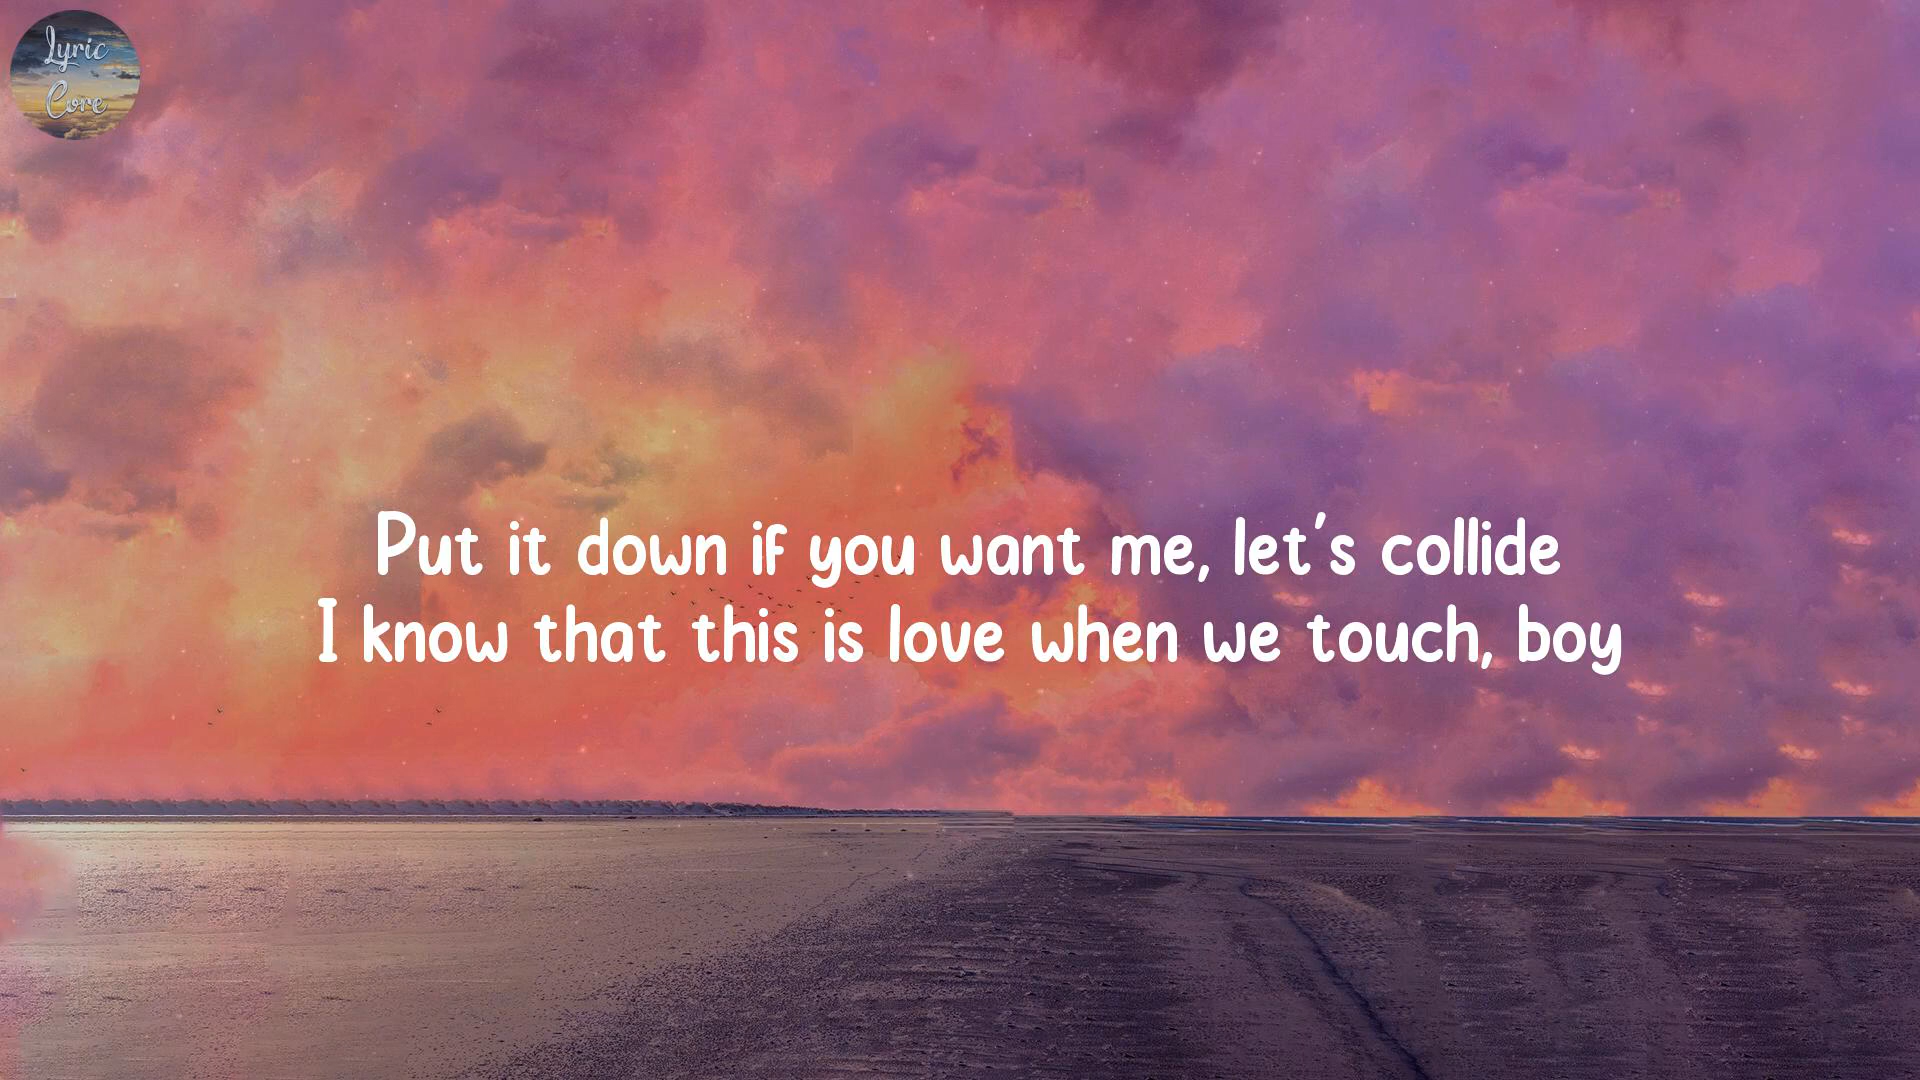 Lyric
Core
Put it down if you want me, let's collide
I know that this is love when we touch, boy